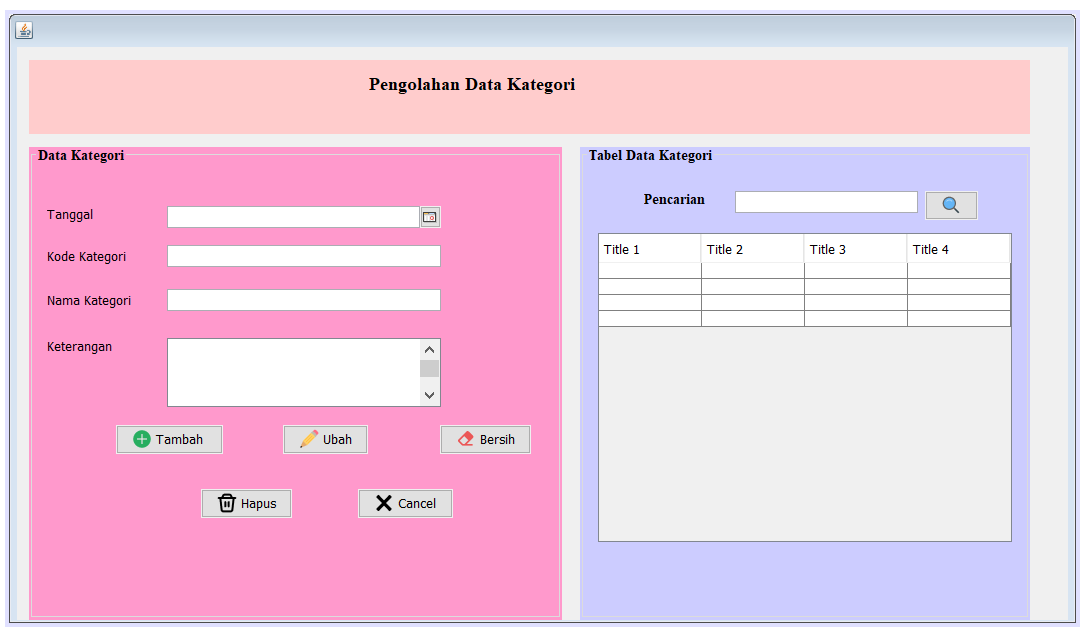 Pengolahan Data Kategori
Data Kategori
Tanggal
Kode Kategori
Nama Kategori
Keterangan
Tambah
Ubah
Bersih
Hapus
Cancel
Tabel Data Kategori
Pencarian
Title 1 Title 2 Title 3 Title 4